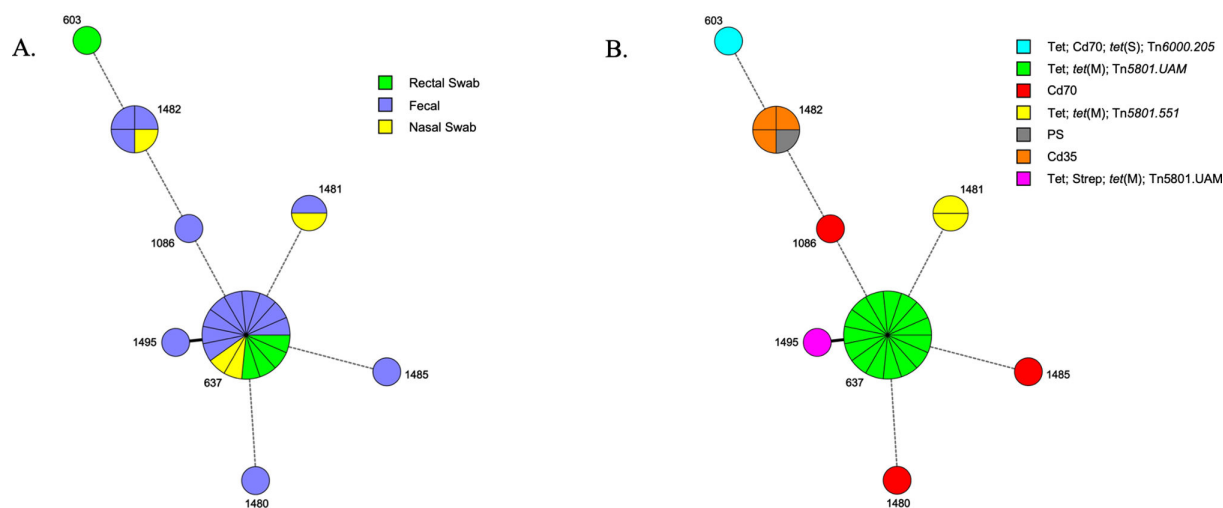 A.
603
1482
1481
1086
1495
637
1485
1480
Rectal Swab
Fecal
Nasal Swab
B.
603
1482
1481
1086
1495
637
1485
1480
Tet; Cd70; tet(S); Tn6000.205
Tet; tet(M); Tn5801.UAM
Cd70
Tet; tet(M); Tn5801.551
PS
Cd35
Tet; Strep; tet(M); Tn5801.UAM